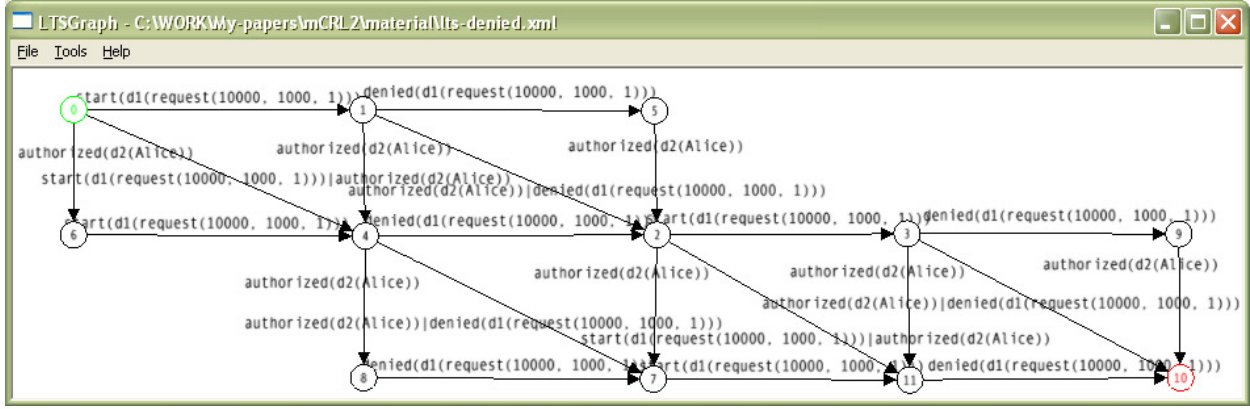 LTSGraph - C:\WORK\My-papers\mCRL2\material\lts-denied.xml
File Tools Help
start(d1(request(10000, 1000, 1))) denied(d1(request(10000, 1000, 1)))
0 1 5
authorized(d2(Alice)) authorized(d2(Alice)) authorized(d2(Alice))
start(d1(request(10000, 1000, 1)))|authorized(d2(Alice))
authorized(d2(Alice))|denied(d1(request(10000, 1000, 1)))
start(d1(request(10000, 1000, 1))) denied(d1(request(10000, 1000, 1))) start(d1(request(10000, 1000, 1))) denied(d1(request(10000, 1000, 1)))
6 4 2 3 9
authorized(d2(Alice)) authorized(d2(Alice)) authorized(d2(Alice)) authorized(d2(Alice))
authorized(d2(Alice))|denied(d1(request(10000, 1000, 1)))
authorized(d2(Alice))|denied(d1(request(10000, 1000, 1)))
start(d1(request(10000, 1000, 1)))|authorized(d2(Alice))
denied(d1(request(10000, 1000, 1))) start(d1(request(10000, 1000, 1))) denied(d1(request(10000, 1000, 1)))
8 7 11 10